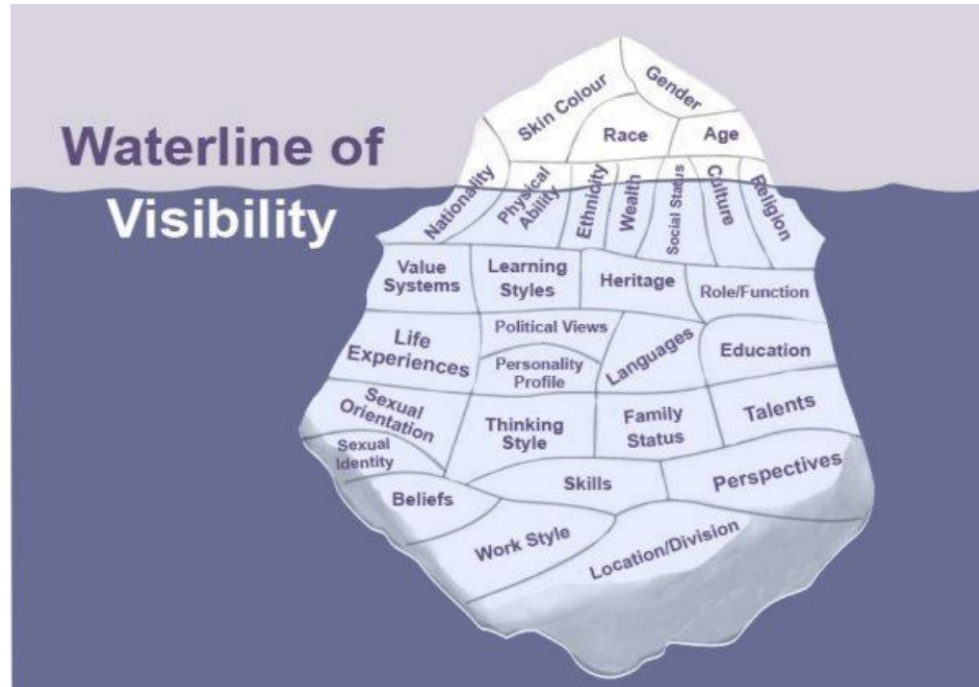 Waterline of
Visibility
Skin Colour
Gender
Race
Age
Nationality
Physical
Ability
Ethnicity
Wealth
Social Status
Culture
Religion
Value
Systems
Learning
Styles
Heritage
Role/Function
Life
Experiences
Political Views
Personality
Profile
Languages
Education
Sexual
Orientation
Thinking
Style
Family
Status
Talents
Sexual
Identity
Beliefs
Skills
Perspectives
Work Style
Location/Division